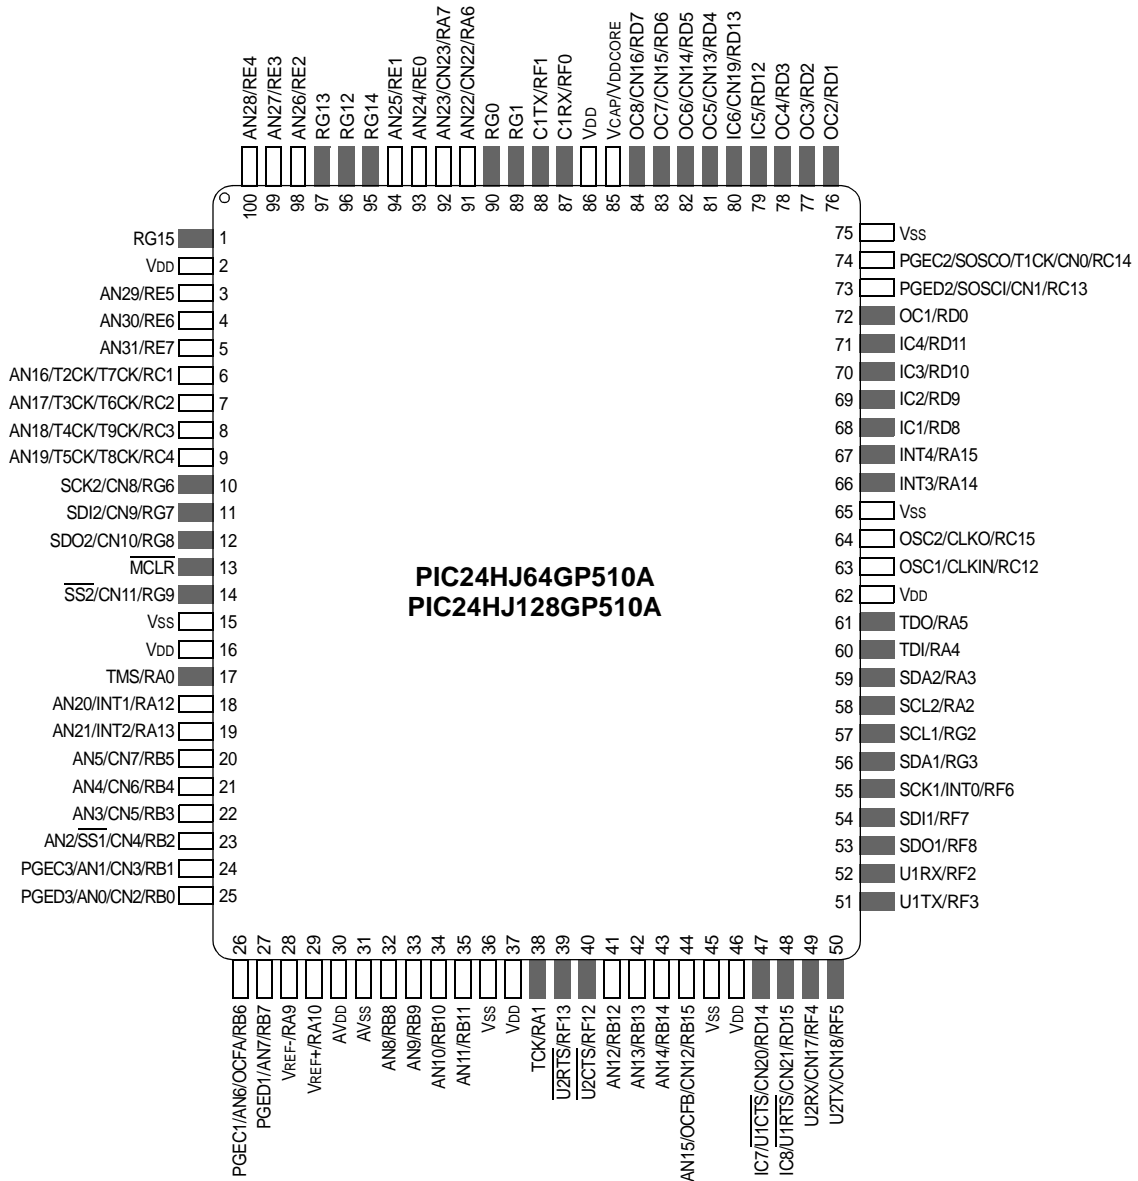 AN28/RE4
AN27/RE3
AN26/RE2
RG13
RG12
RG14
AN25/RE1
AN24/RE0
AN23/CN23/RA7
AN22/CN22/RA6
RG0
RG1
C1TX/RF1
C1RX/RF0
VDD
VCAP/VDDCORE
OC8/CN16/RD7
OC7/CN15/RD6
OC6/CN14/RD5
OC5/CN13/RD4
IC6/CN19/RD13
IC5/RD12
OC4/RD3
OC3/RD2
OC2/RD1
100
99
98
97
96
95
94
93
92
91
90
89
88
87
86
85
84
83
82
81
80
79
78
77
76
RG15 1
VDD 2
AN29/RE5 3
AN30/RE6 4
AN31/RE7 5
AN16/T2CK/T7CK/RC1 6
AN17/T3CK/T6CK/RC2 7
AN18/T4CK/T9CK/RC3 8
AN19/T5CK/T8CK/RC4 9
SCK2/CN8/RG6 10
SDI2/CN9/RG7 11
SDO2/CN10/RG8 12
MCLR 13
SS2/CN11/RG9 14
VSS 15
VDD 16
TMS/RA0 17
AN20/INT1/RA12 18
AN21/INT2/RA13 19
AN5/CN7/RB5 20
AN4/CN6/RB4 21
AN3/CN5/RB3 22
AN2/SS1/CN4/RB2 23
PGEC3/AN1/CN3/RB1 24
PGED3/AN0/CN2/RB0 25
PIC24HJ64GP510A
PIC24HJ128GP510A
75 VSS
74 PGEC2/SOSCO/T1CK/CN0/RC14
73 PGED2/SOSCI/CN1/RC13
72 OC1/RD0
71 IC4/RD11
70 IC3/RD10
69 IC2/RD9
68 IC1/RD8
67 INT4/RA15
66 INT3/RA14
65 VSS
64 OSC2/CLKO/RC15
63 OSC1/CLKIN/RC12
62 VDD
61 TDO/RA5
60 TDI/RA4
59 SDA2/RA3
58 SCL2/RA2
57 SCL1/RG2
56 SDA1/RG3
55 SCK1/INT0/RF6
54 SDI1/RF7
53 SDO1/RF8
52 U1RX/RF2
51 U1TX/RF3
26
27
28
29
30
31
32
33
34
35
36
37
38
39
40
41
42
43
44
45
46
47
48
49
50
PGEC1/AN6/OCFA/RB6
PGED1/AN7/RB7
VREF-/RA9
VREF+/RA10
AVDD
AVSS
AN8/RB8
AN9/RB9
AN10/RB10
AN11/RB11
VSS
VDD
TCK/RA1
U2RTS/RF13
U2CTS/RF12
AN12/RB12
AN13/RB13
AN14/RB14
AN15/OCFB/CN12/RB15
VSS
VDD
IC7/U1CTS/CN20/RD14
IC8/U1RTS/CN21/RD15
U2RX/CN17/RF4
U2TX/CN18/RF5